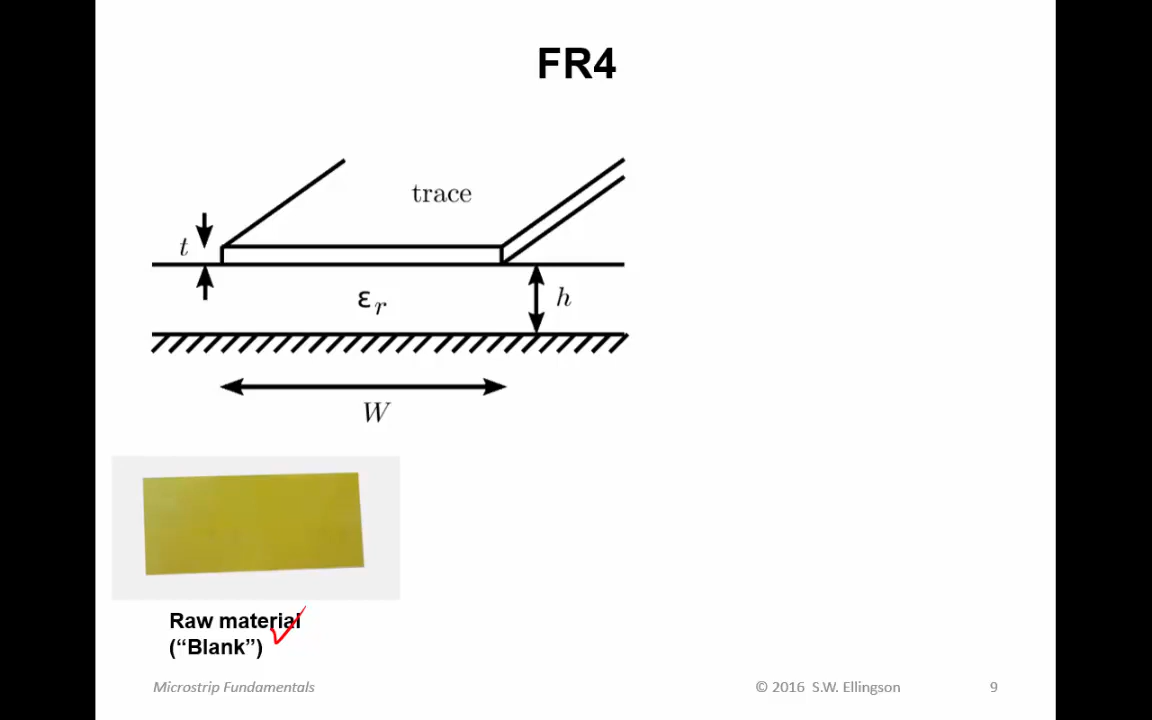 FR4
trace
t
εr
h
W
Raw material
(“Blank”)
Microstrip Fundamentals
© 2016 S.W. Ellingson
9